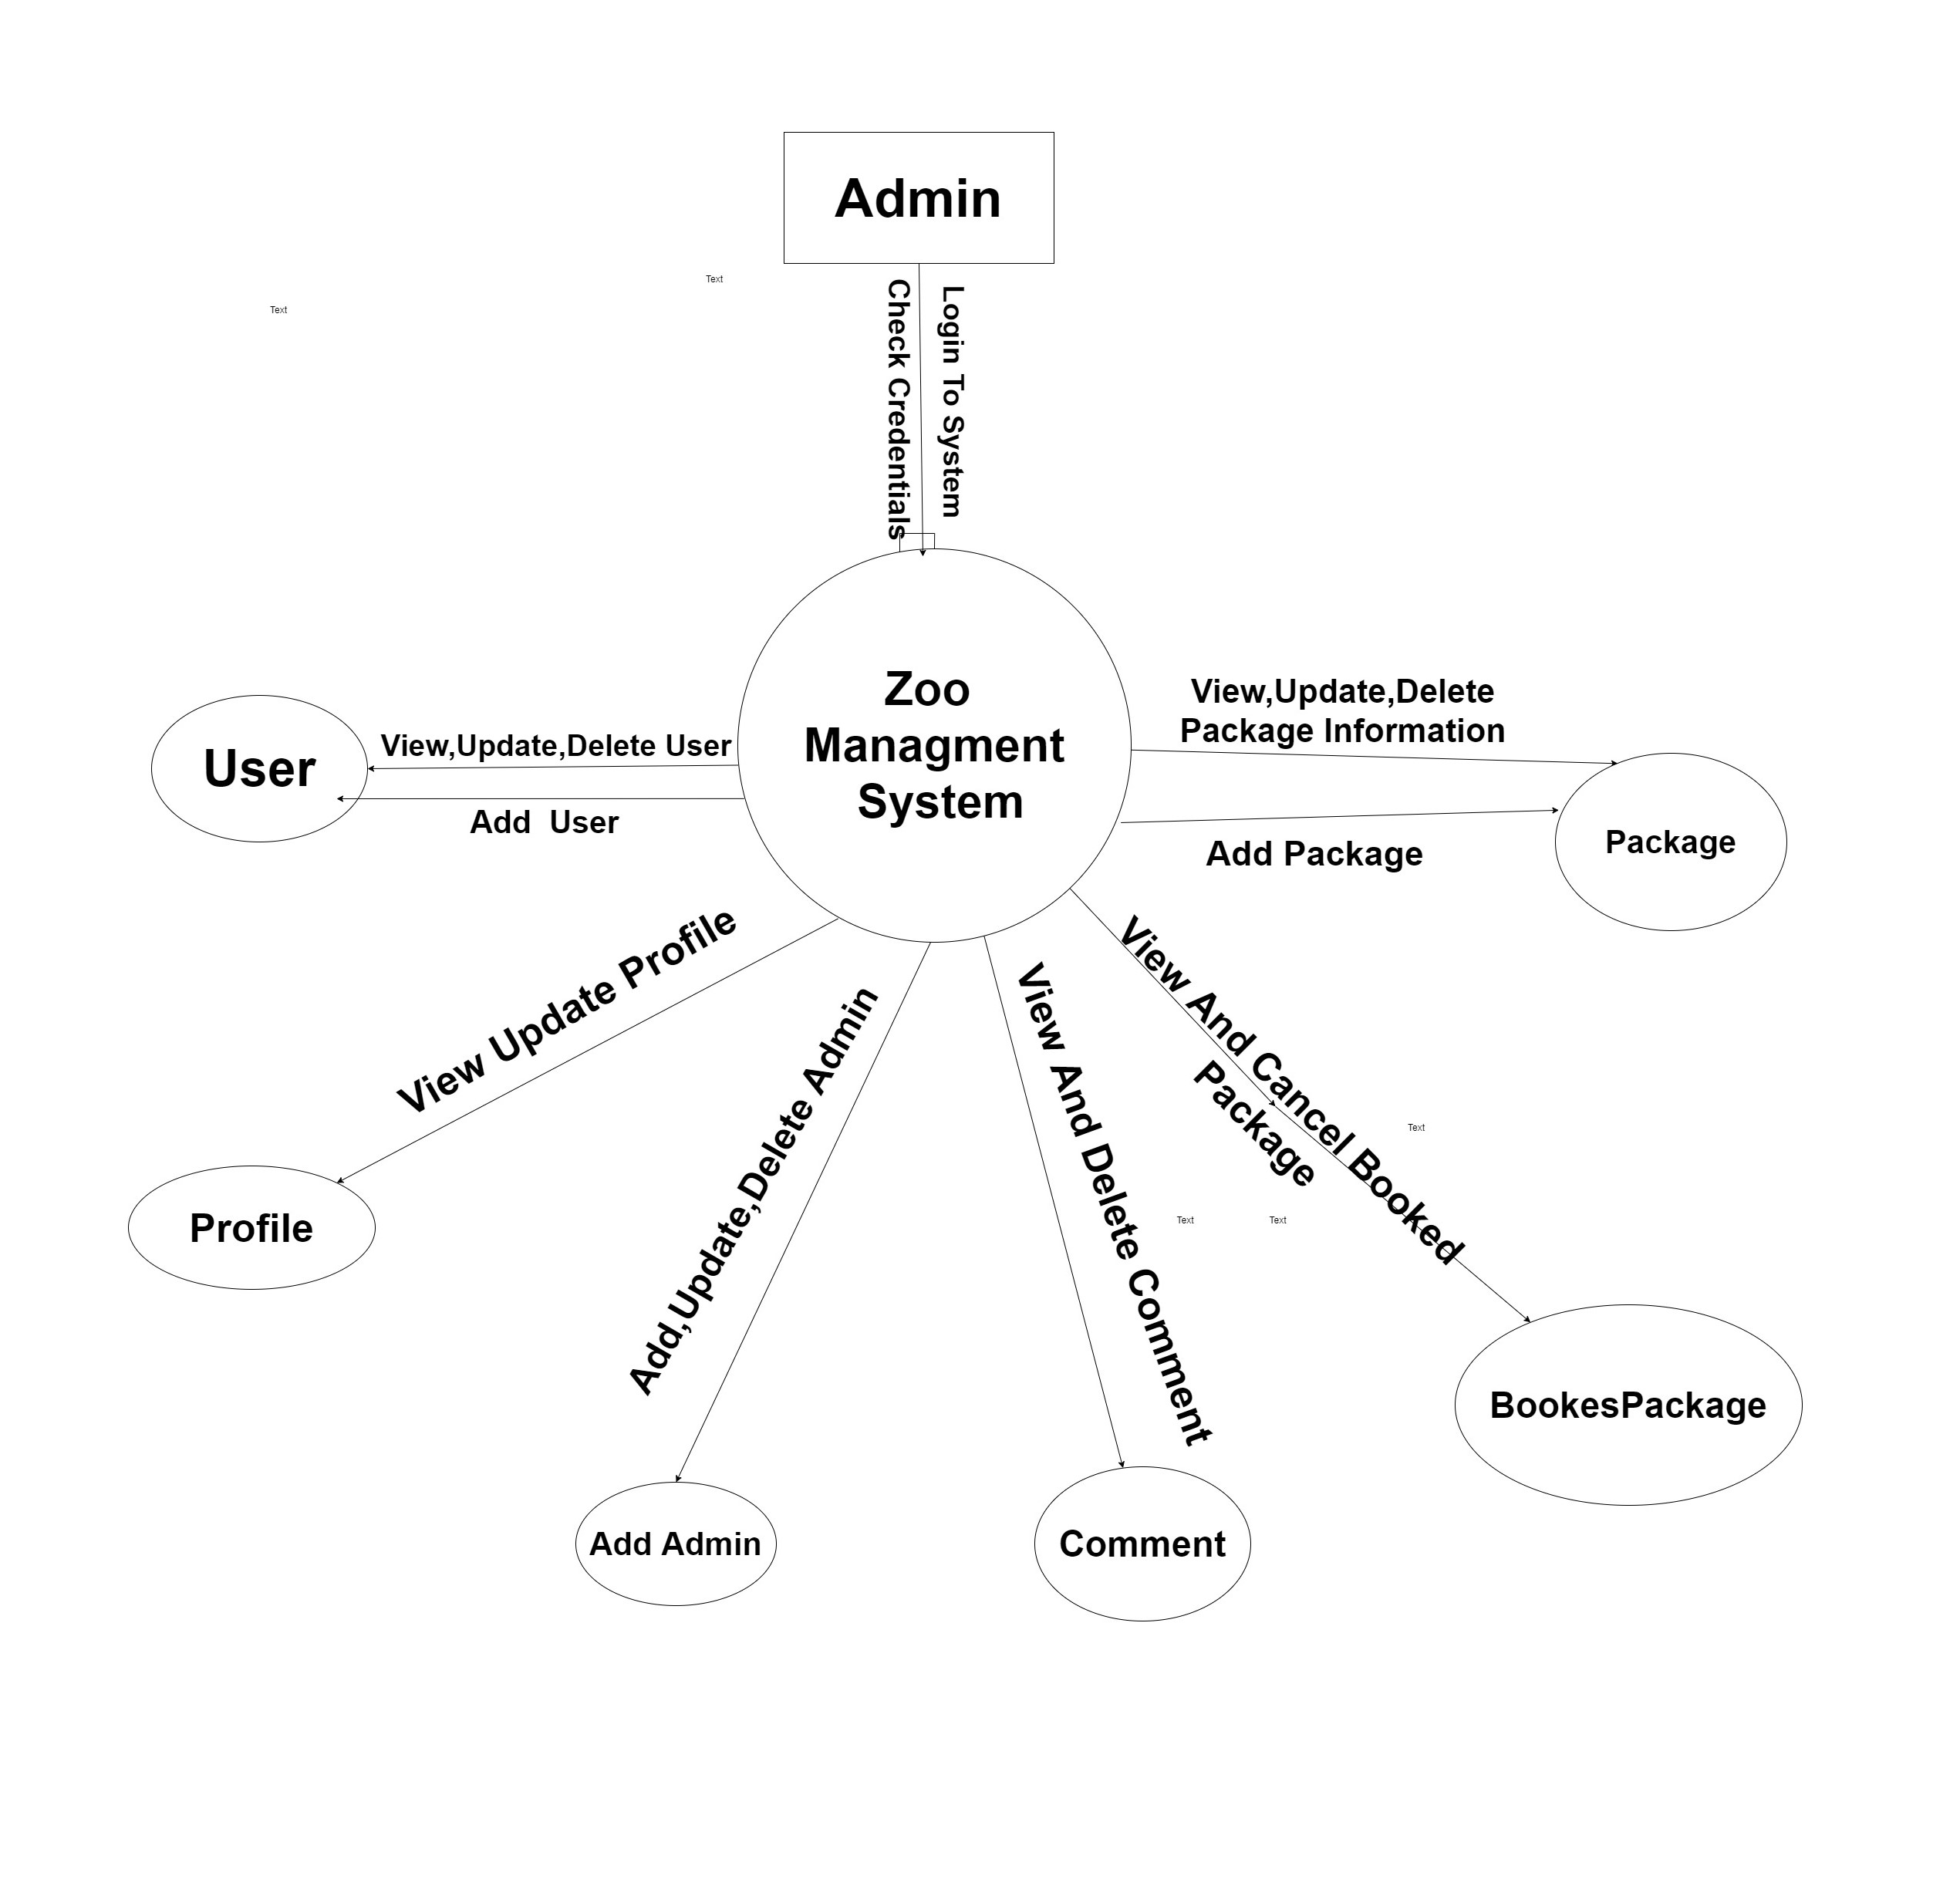 Admin
Text
Text
Check Credentials
Login To System
Zoo
Managment
System
View,Update,Delete
Package Information
User
View,Update,Delete User
Add  User
Package
Add Package
View Update Profile
Add,Update,Delete Admin
View And Delete Comment
View And Cancel Booked
Package
Text
Text
Text
Profile
BookesPackage
Add Admin
Comment